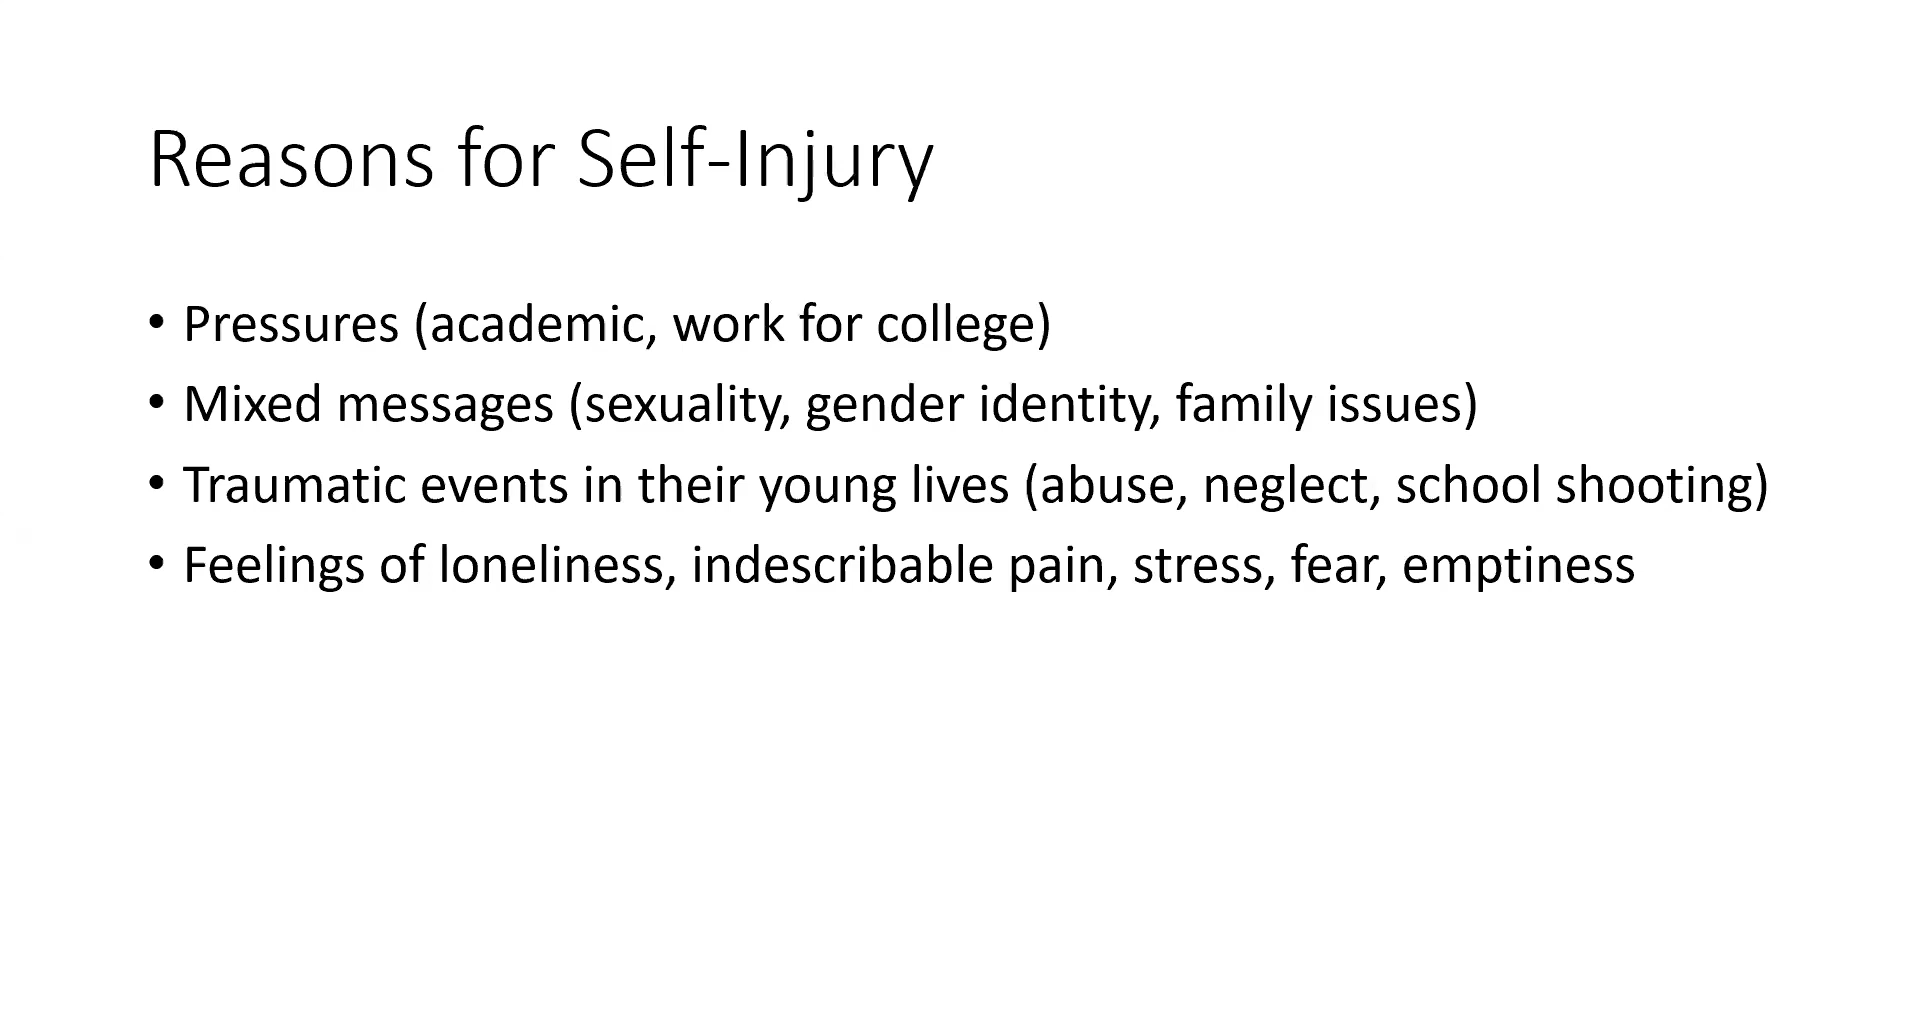 Reasons for Self-Injury
• Pressures (academic, work for college)
• Mixed messages (sexuality, gender identity, family issues)
• Traumatic events in their young lives (abuse, neglect, school shooting)
• Feelings of loneliness, indescribable pain, stress, fear, emptiness